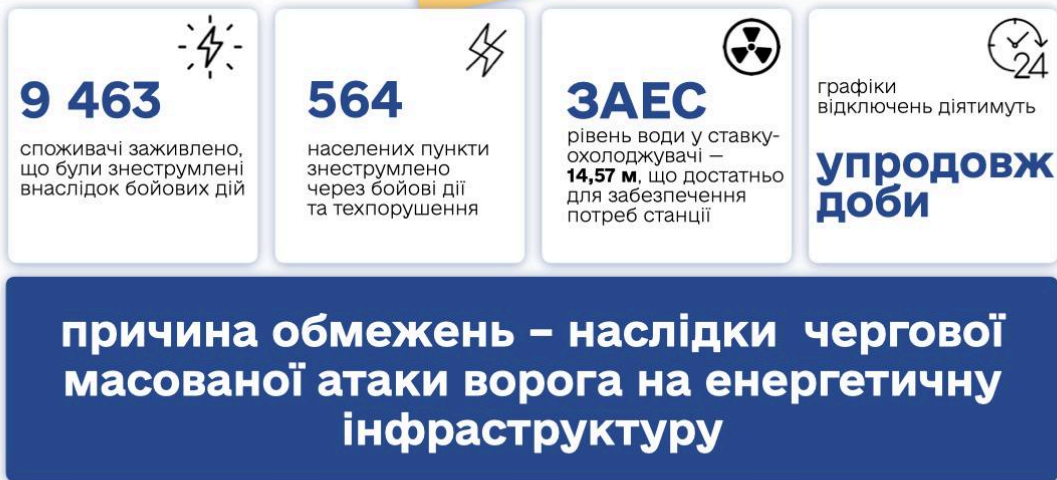 9 463
споживачі заживлено,
що були знеструмлені
внаслідок бойових дій
564
населених пункти
знеструмлено
через бойові дії
та техпорушення
ЗАЕС
рівень води у ставку-
охолоджувачі –
14,57 м, що достатньо
для забезпечення
потреб станції
24
графіки
відключень діятимуть
упродовж
доби
причина обмежень – наслідки чергової
масованої атаки ворога на енергетичну
інфраструктуру